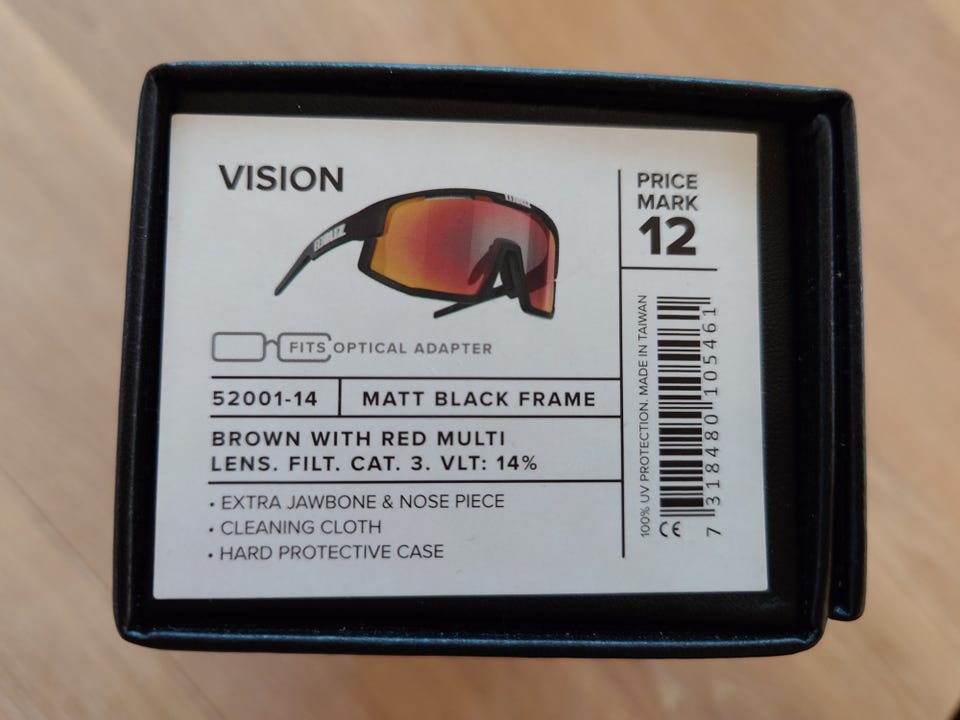 VISION
BLIZ
FITS OPTICAL ADAPTER
52001-14
MATT BLACK FRAME
BROWN WITH RED MULTI
LENS. FILT. CAT. 3. VLT: 14%
• EXTRA JAWBONE & NOSE PIECE
• CLEANING CLOTH
• HARD PROTECTIVE CASE
PRICE
MARK
12
100% UV PROTECTION. MADE IN TAIWAN
CE
7 318480 105461